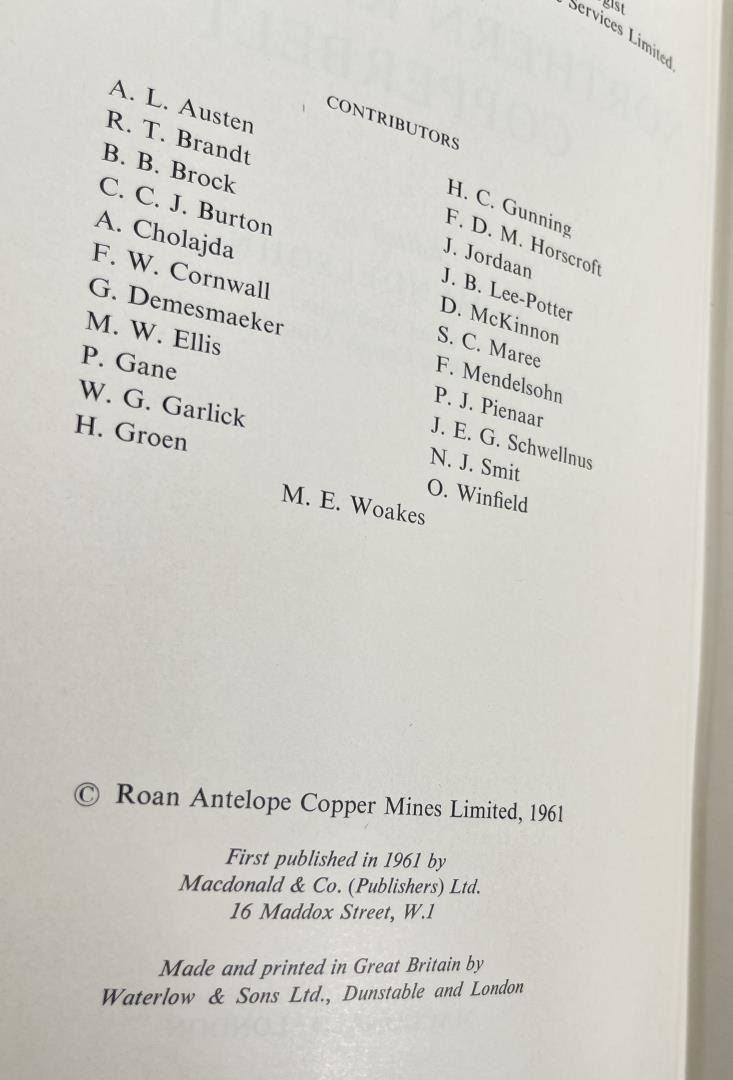 Services Limited.
CONTRIBUTORS
A. L. Austen
R. T. Brandt
B. B. Brock
C. C. J. Burton
A. Cholajda
F. W. Cornwall
G. Demesmaeker
M. W. Ellis
P. Gane
W. G. Garlick
H. Groen
H. C. Gunning
F. D. M. Horscroft
J. Jordaan
J. B. Lee-Potter
D. McKinnon
S. C. Maree
F. Mendelsohn
P. J. Pienaar
J. E. G. Schwellnus
N. J. Smit
O. Winfield
M. E. Woakes
© Roan Antelope Copper Mines Limited, 1961
First published in 1961 by
Macdonald & Co. (Publishers) Ltd.
16 Maddox Street, W.1
Made and printed in Great Britain by
Waterlow & Sons Ltd., Dunstable and London